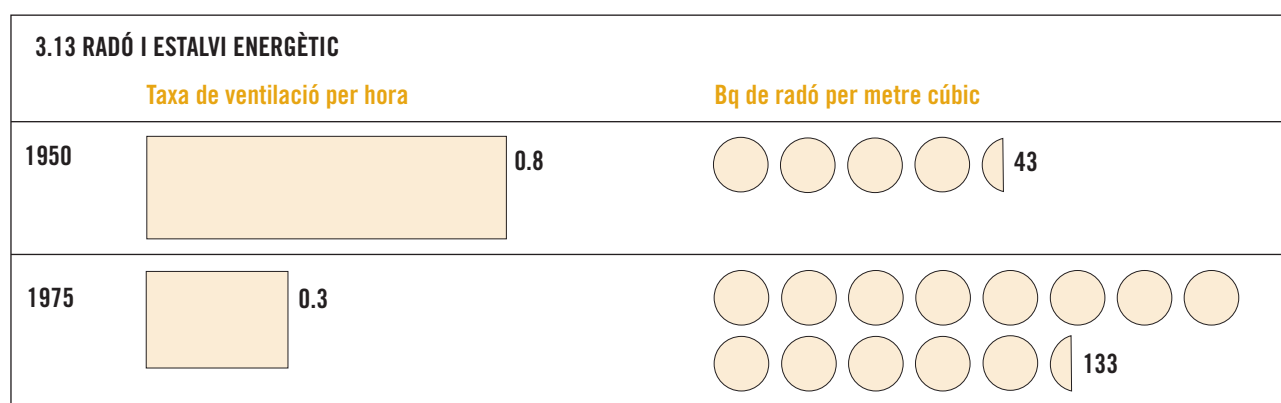 3.13 RADÓ I ESTALVI ENERGÈTIC
Taxa de ventilació per hora Bq de radó per metre cúbic
1950 0.8 43
1975 0.3
133